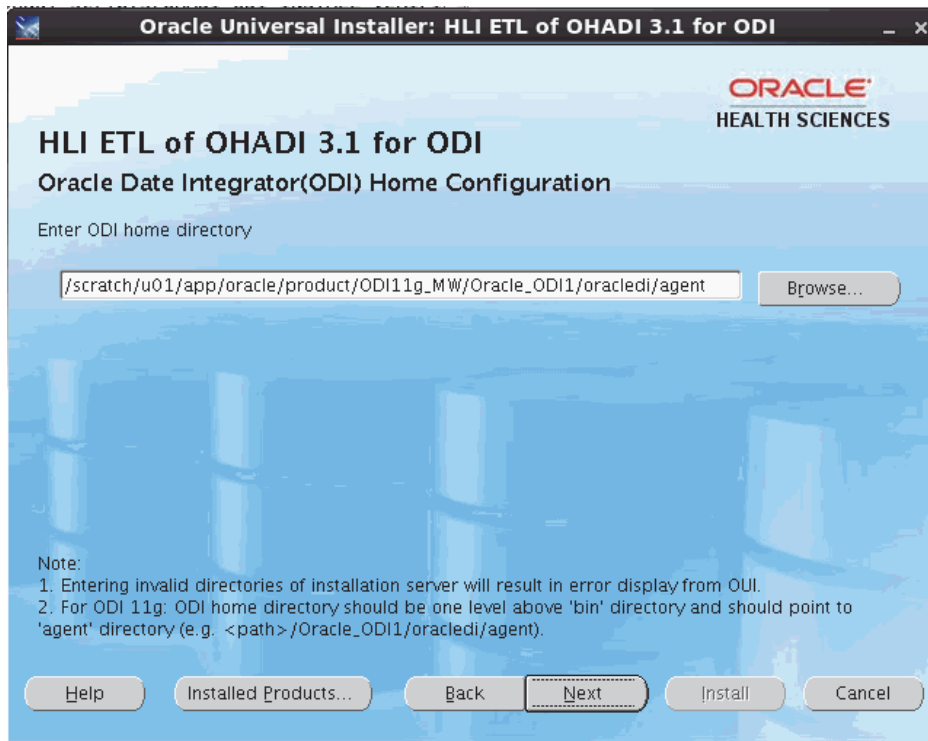 Oracle Universal Installer: HLI ETL of OHADI 3.1 for ODI
ORACLE
HEALTH SCIENCES
HLI ETL of OHADI 3.1 for ODI
Oracle Date Integrator(ODI) Home Configuration
Enter ODI home directory
/scratch/u01/app/oracle/product/ODI11g_MW/Oracle_ODI1/oracledi/agent
Browse...
Note:
1. Entering invalid directories of installation server will result in error display from OUI.
2. For ODI 11g: ODI home directory should be one level above 'bin' directory and should point to
'agent' directory (e.g. <path>/Oracle_ODI1/oracledi/agent).
Help Installed Products... Back Next Install Cancel